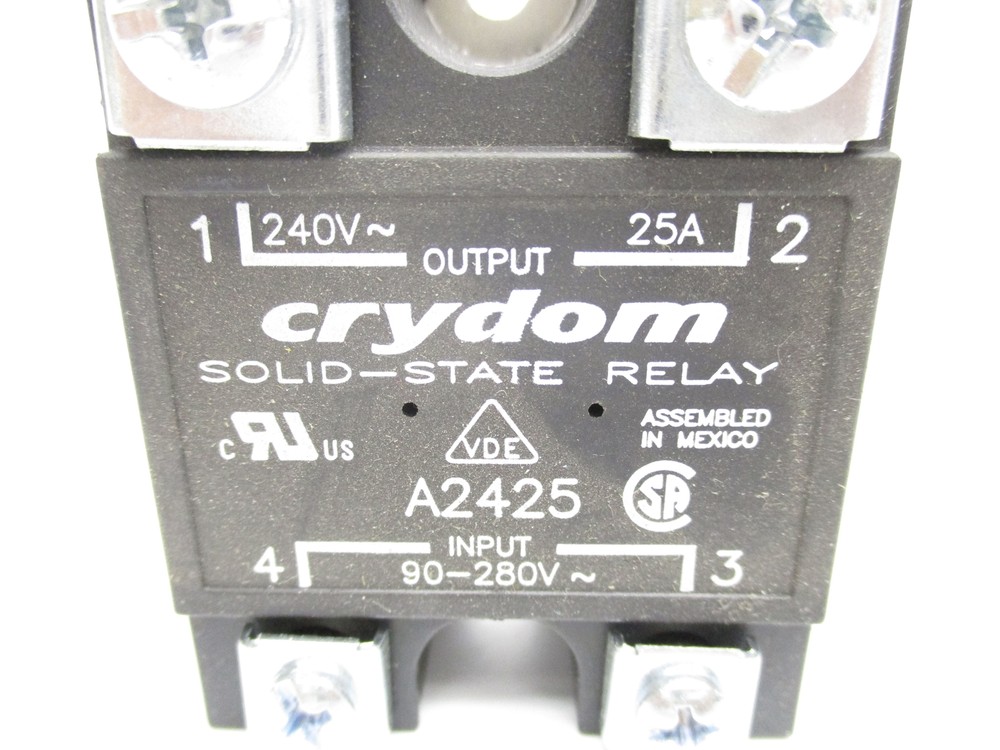 1 240V~ 25A 2
OUTPUT
crydom
SOLID-STATE RELAY
ASSEMBLED
IN MEXICO
c RU US
VDE
A2425
SA
INPUT
4 90-280V~ 3